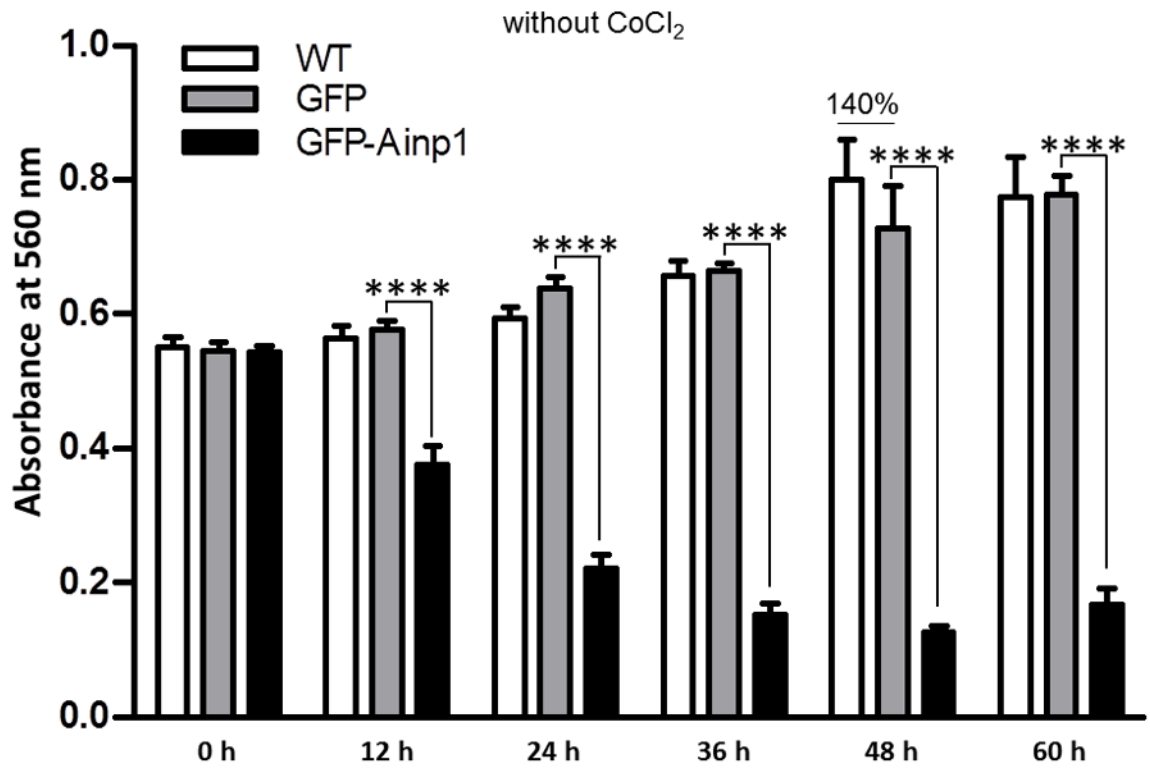 without CoCl₂
WT
GFP
GFP-Ainp1
Absorbance at 560 nm
1.0
0.8
0.6
0.4
0.2
0.0
****
****
****
140%
****
****
0 h
12 h
24 h
36 h
48 h
60 h